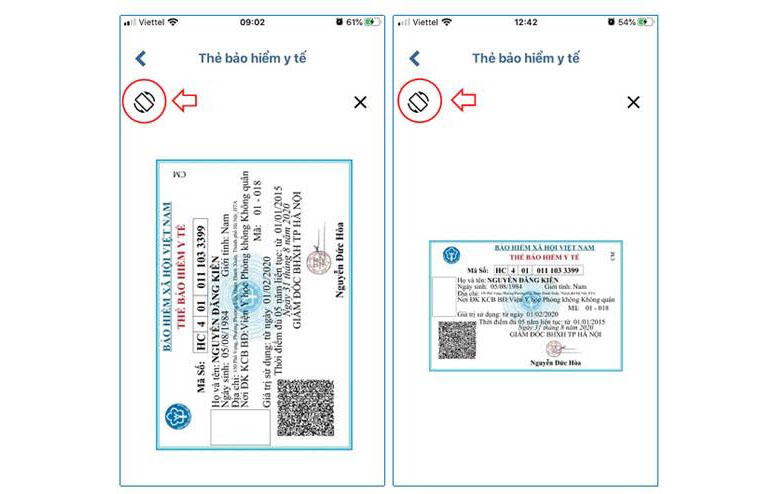 Viettel 09:02 61%
Thẻ bảo hiểm y tế
CM
BẢO HIỂM XÃ HỘI VIỆT NAM
THẺ BẢO HIỂM Y TẾ
Mã Số: HC 4 01 011 103 3399
Họ và tên: NGUYỄN ĐĂNG KIÊN
Ngày sinh: 05/08/1984 Giới tính: Nam
Địa chỉ:
Nơi ĐK KCB BĐ: Viện Y học Phòng không Không quân
Mã: 01 - 018
Giá trị sử dụng: từ ngày 01/02/2020
Thời điểm đủ 05 năm liên tục: từ 01/01/2015
Ngày 31 tháng 8 năm 2020
GIÁM ĐỐC BHXH TP HÀ NỘI
Nguyễn Đức Hòa
Viettel 12:42 54%
Thẻ bảo hiểm y tế
CM
BẢO HIỂM XÃ HỘI VIỆT NAM
THẺ BẢO HIỂM Y TẾ
Mã Số: HC 4 01 011 103 3399
Họ và tên: NGUYỄN ĐĂNG KIÊN
Ngày sinh: 05/08/1984 Giới tính: Nam
Địa chỉ:
Nơi ĐK KCB BĐ: Viện Y học Phòng không Không quân
Mã: 01 - 018
Giá trị sử dụng: từ ngày 01/02/2020
Thời điểm đủ 05 năm liên tục: từ 01/01/2015
Ngày 31 tháng 8 năm 2020
GIÁM ĐỐC BHXH TP HÀ NỘI
Nguyễn Đức Hòa